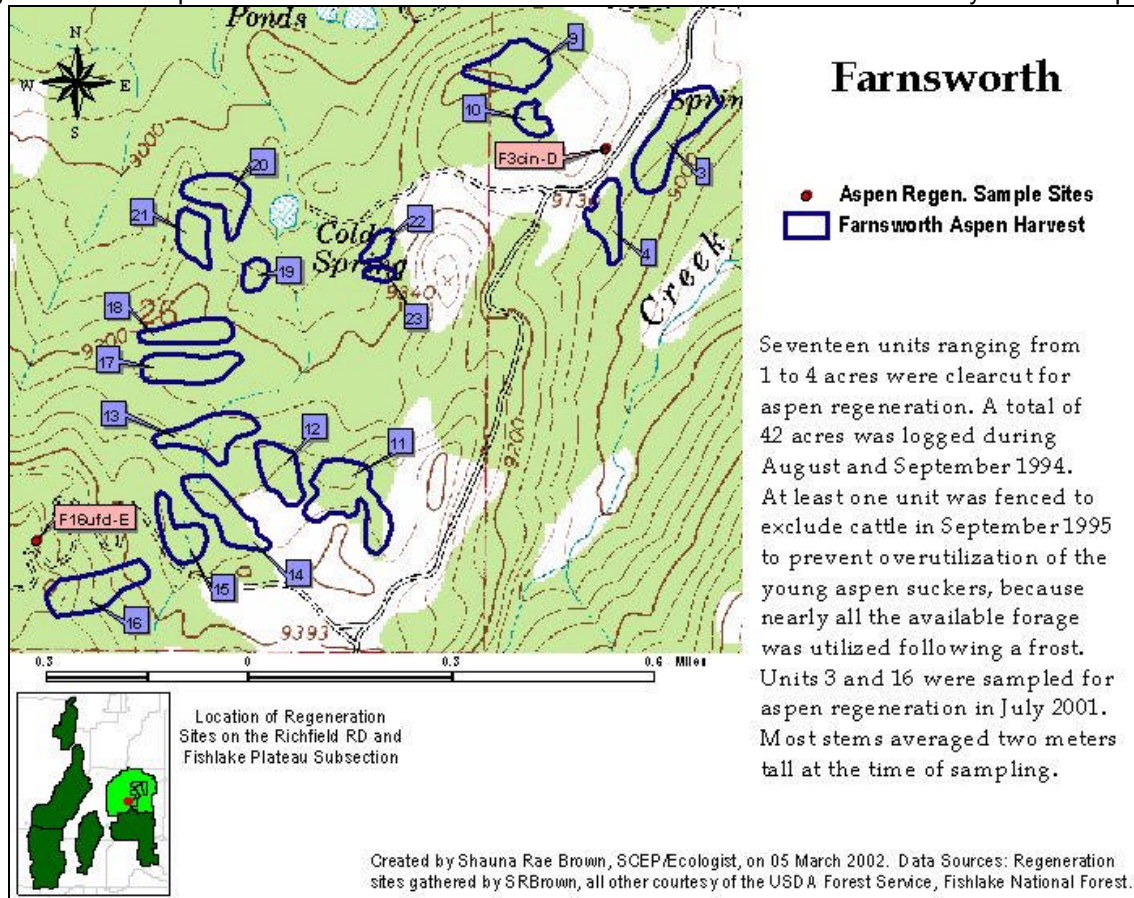 Ponds
N
W E
S
Farnsworth
9
10
Sprin
F3cin-D
3
9000
20
21
9000
9736
4
Aspen Regen. Sample Sites
Farnsworth Aspen Harvest
Cold
Spring
22
19
9340
23
Creek
18
25
17
13
12
11
9700
F16ufd-E
14
15
16
9393
Seventeen units ranging from
1 to 4 acres were clearcut for
aspen regeneration. A total of
42 acres was logged during
August and September 1994.
At least one unit was fenced to
exclude cattle in September 1995
to prevent overutilization of the
young aspen suckers, because
nearly all the available forage
was utilized following a frost.
Units 3 and 16 were sampled for
aspen regeneration in July 2001.
Most stems averaged two meters
tall at the time of sampling.
0.3 0 0.3 0.6 Miles
Location of Regeneration
Sites on the Richfield RD and
Fishlake Plateau Subsection
Created by Shauna Rae Brown, SCEP/Ecologist, on 05 March 2002. Data Sources: Regeneration
sites gathered by SRBrown, all other courtesy of the USDA Forest Service, Fishlake National Forest.